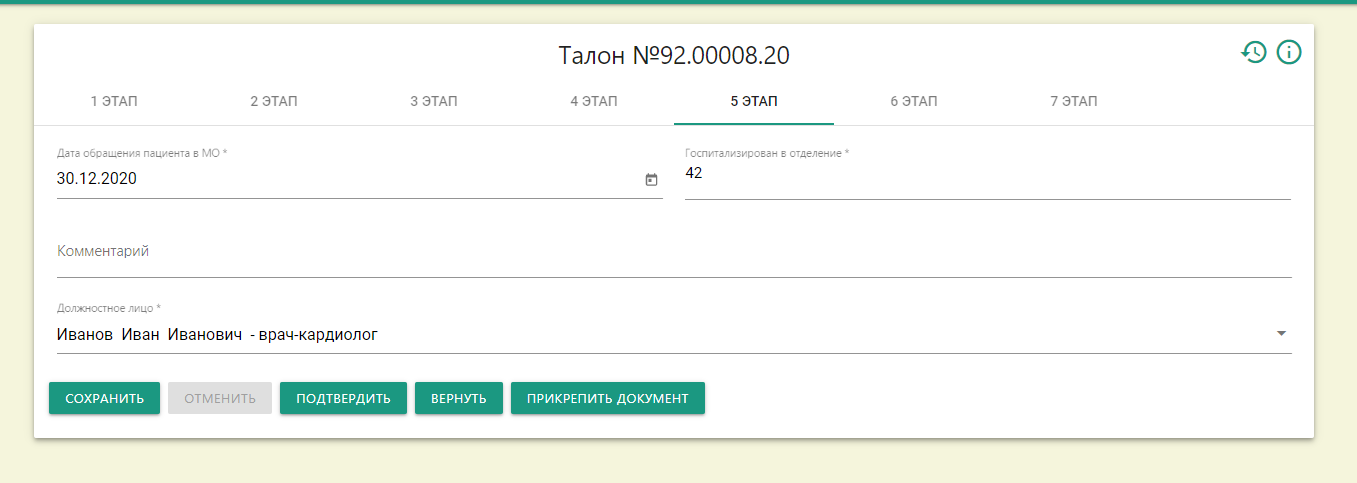 Талон №92.00008.20
1 ЭТАП 2 ЭТАП 3 ЭТАП 4 ЭТАП 5 ЭТАП 6 ЭТАП 7 ЭТАП
Дата обращения пациента в МО * Госпитализирован в отделение *
30.12.2020 42
Комментарий
Должностное лицо *
Иванов Иван Иванович - врач-кардиолог
СОХРАНИТЬ ОТМЕНИТЬ ПОДТВЕРДИТЬ ВЕРНУТЬ ПРИКРЕПИТЬ ДОКУМЕНТ